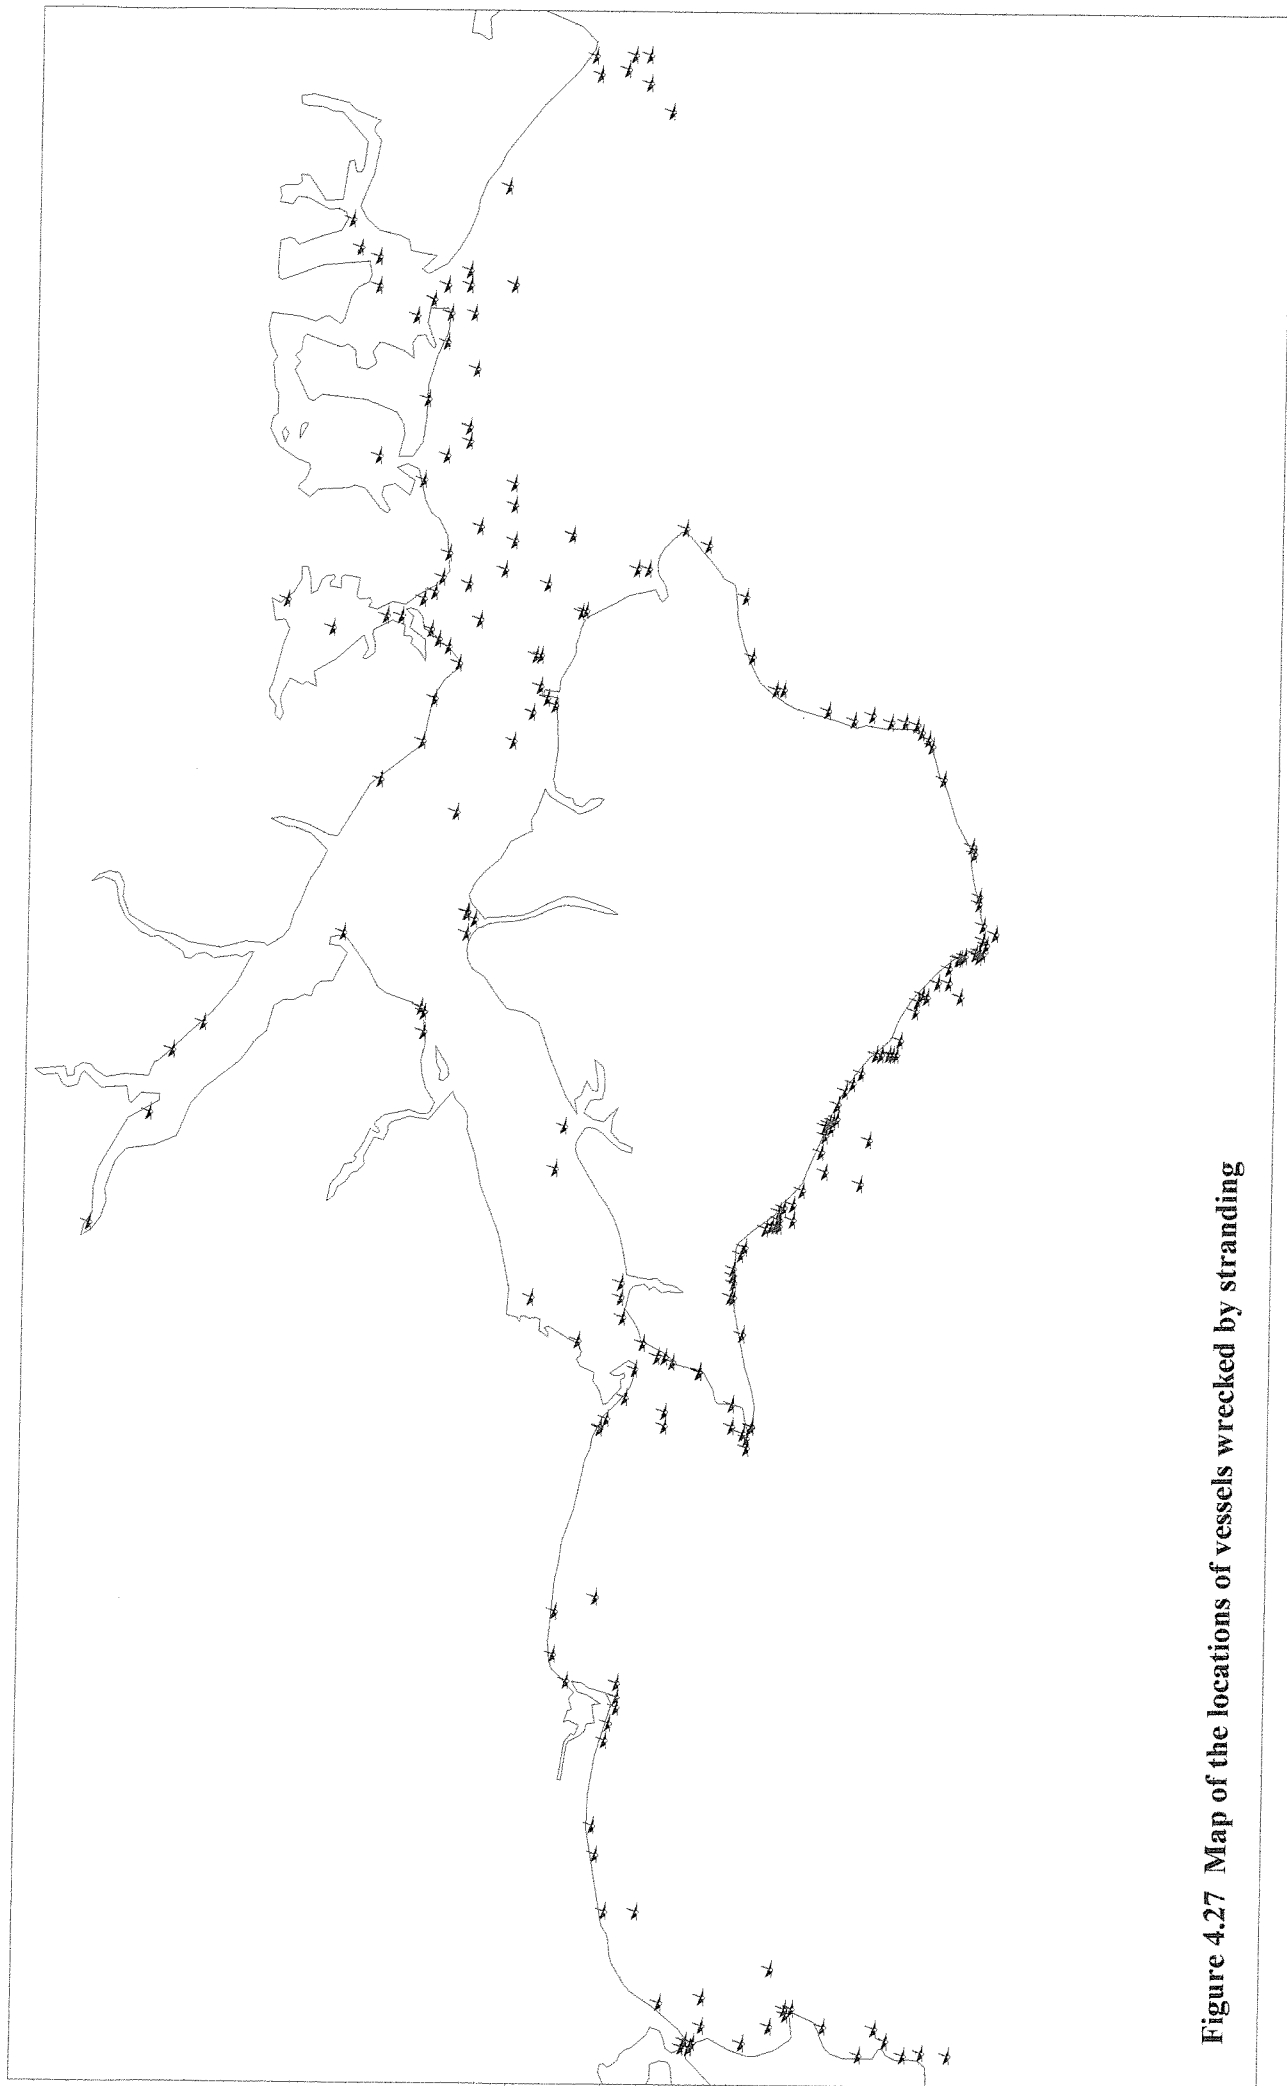 Figure 4.27 Map of the locations of vessels wrecked by stranding